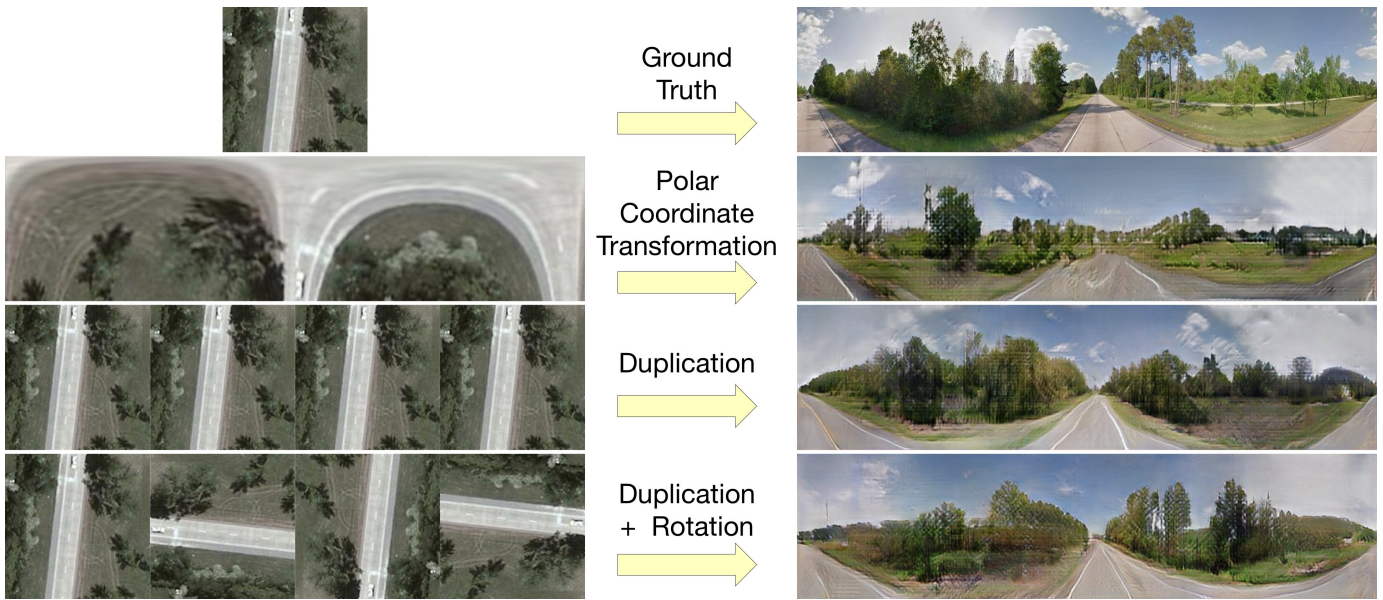 Ground
Truth
Polar
Coordinate
Transformation
Duplication
Duplication
+ Rotation